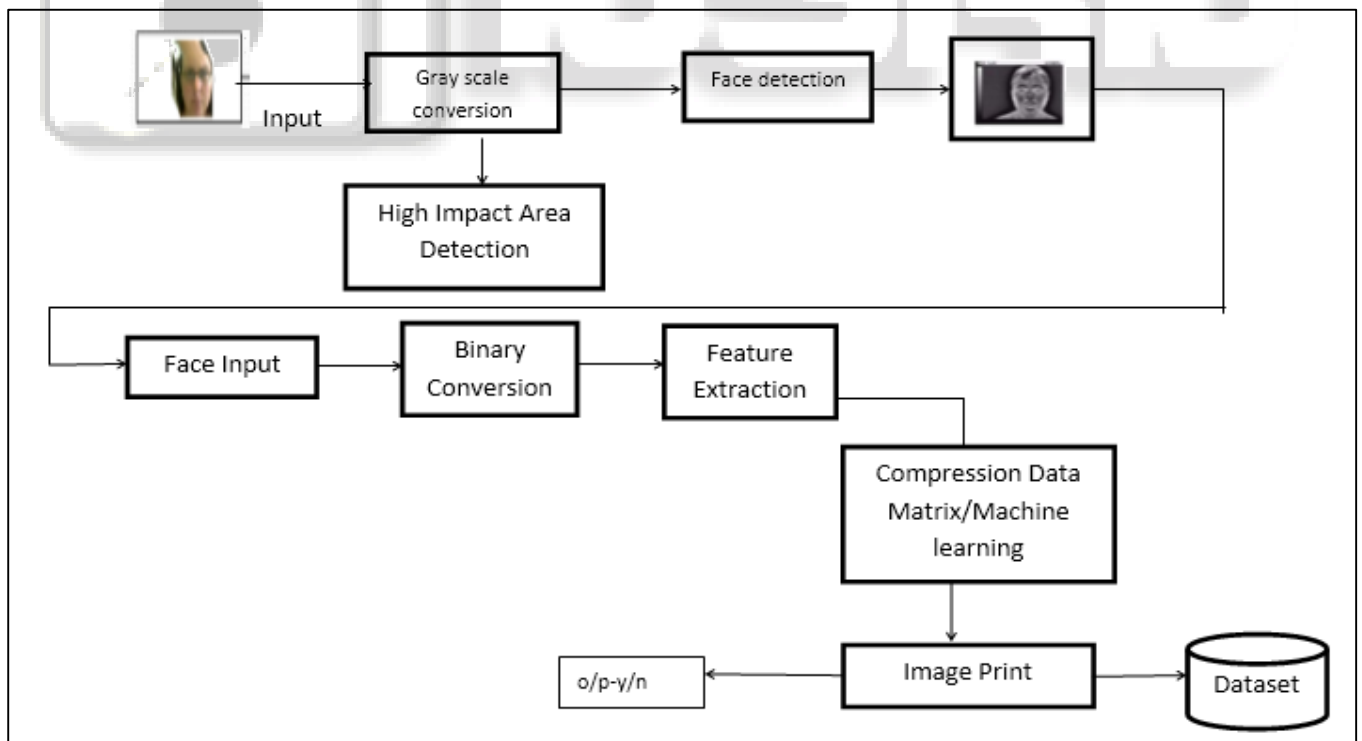 Input
Gray scale
conversion
Face detection
High Impact Area
Detection
Face Input
Binary
Conversion
Feature
Extraction
Compression Data
Matrix/Machine
learning
Image Print
o/p-y/n
Dataset